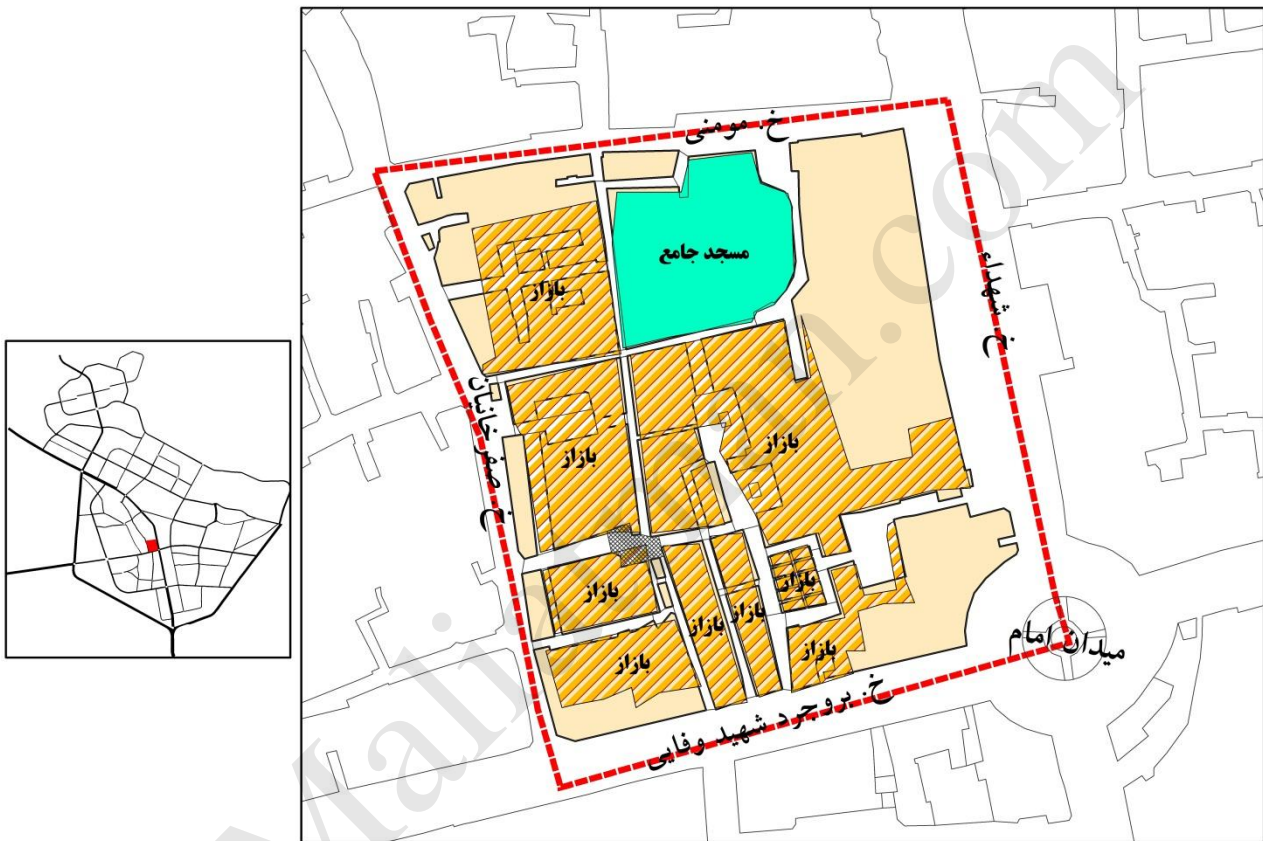 خ. مومنی
مسجد جامع
خ. شهداء
بازار
خ. صفرخانیان
بازار
بازار
بازار
بازار
بازار
بازار
بازار
بازار
میدان امام
خ. بروجرد شهید وفایی